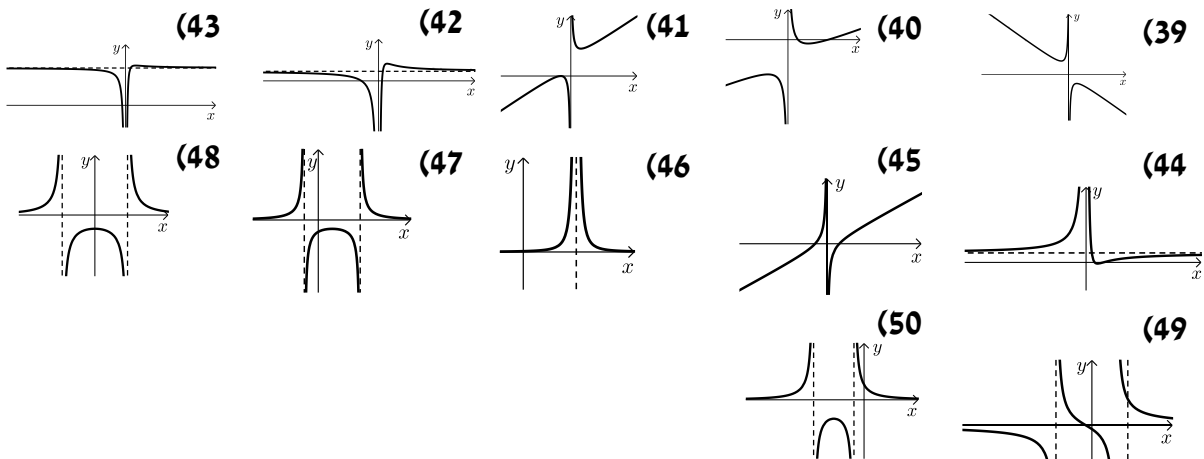 (43 (42 (41 (40 (39
y y y y y
x x x x x
(48 (47 (46 (45 (44
y y y y y
x x x x x
(50 (49
y y
x x